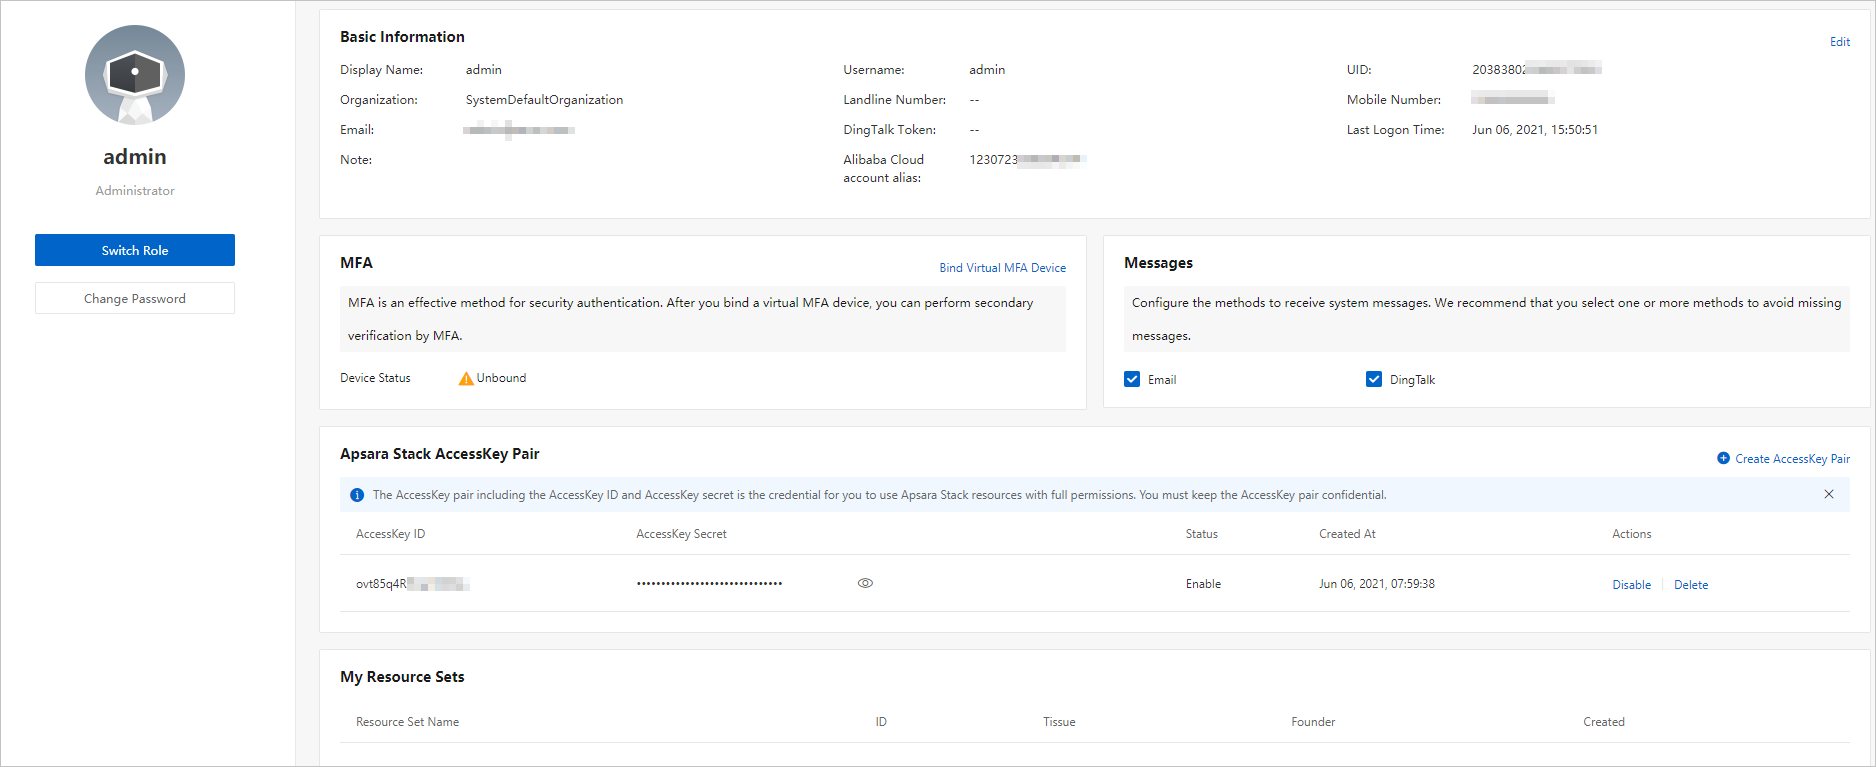 admin
Administrator
Switch Role
Change Password
Basic Information
Edit
Display Name: admin
Username: admin
UID: 20383802
Organization: SystemDefaultOrganization
Landline Number: --
Mobile Number:
Email:
DingTalk Token: --
Last Logon Time: Jun 06, 2021, 15:50:51
Note:
Alibaba Cloud
account alias: 1230723
MFA
Bind Virtual MFA Device
MFA is an effective method for security authentication. After you bind a virtual MFA device, you can perform secondary
verification by MFA.
Device Status Unbound
Messages
Configure the methods to receive system messages. We recommend that you select one or more methods to avoid missing
messages.
Email DingTalk
Apsara Stack AccessKey Pair
Create AccessKey Pair
The AccessKey pair including the AccessKey ID and AccessKey secret is the credential for you to use Apsara Stack resources with full permissions. You must keep the AccessKey pair confidential.
AccessKey ID AccessKey Secret Status Created At Actions
ovt85q4R •••••••••••••••••••••••••••••• Enable Jun 06, 2021, 07:59:38 Disable Delete
My Resource Sets
Resource Set Name ID Tissue Founder Created